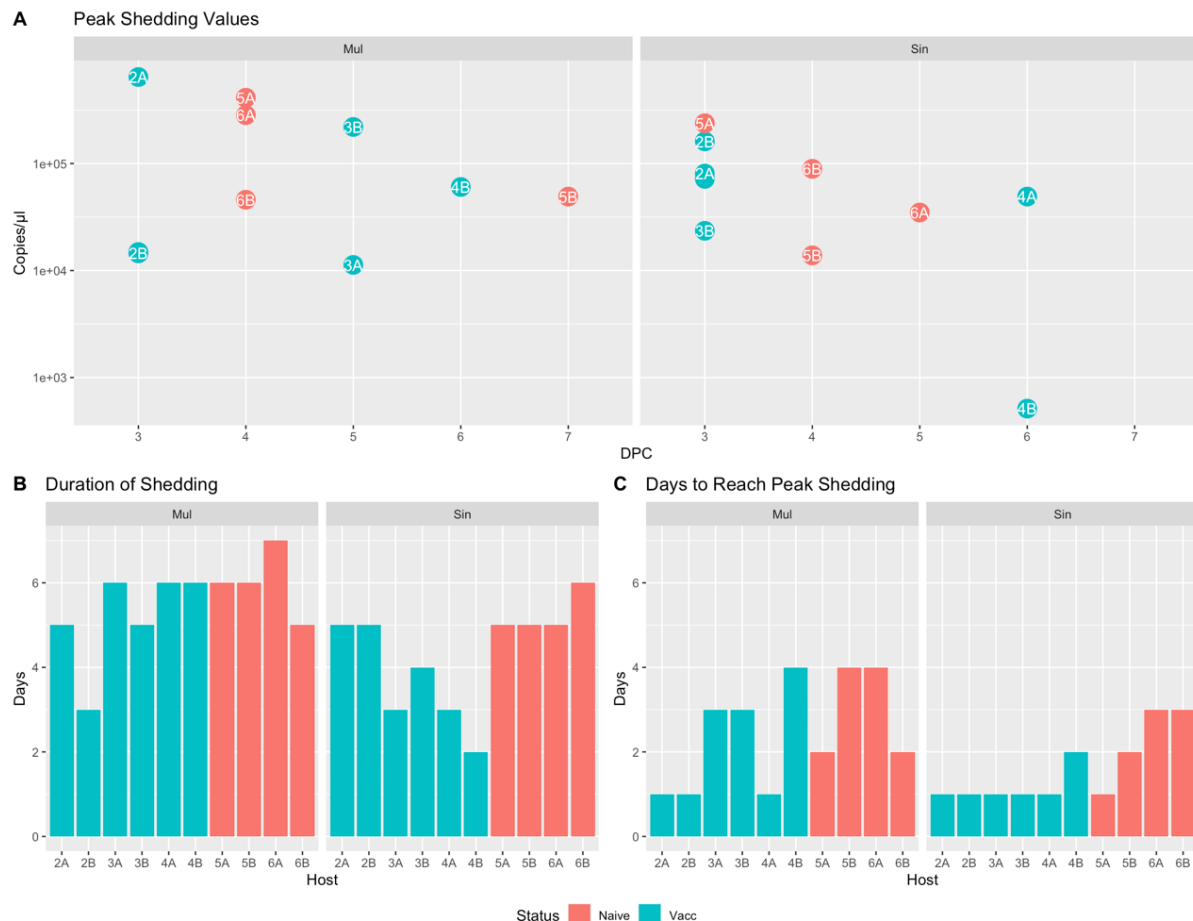 A Peak Shedding Values
Mul Sin
2A
5A
6A
3B
4B
6B 5B
2B
3A
5A
2B
2A
6B
4A
6A
3B
5B
4B
1e+05
1e+04
1e+03
Copies/µl
3 4 5 6 7 3 4 5 6 7
DPC
B Duration of Shedding
Mul Sin
6
4
2
0
Days
2A 2B 3A 3B 4A 4B 5A 5B 6A 6B 2A 2B 3A 3B 4A 4B 5A 5B 6A 6B
Host
C Days to Reach Peak Shedding
Mul Sin
6
4
2
0
Days
2A 2B 3A 3B 4A 4B 5A 5B 6A 6B 2A 2B 3A 3B 4A 4B 5A 5B 6A 6B
Host
Status Naive Vacc